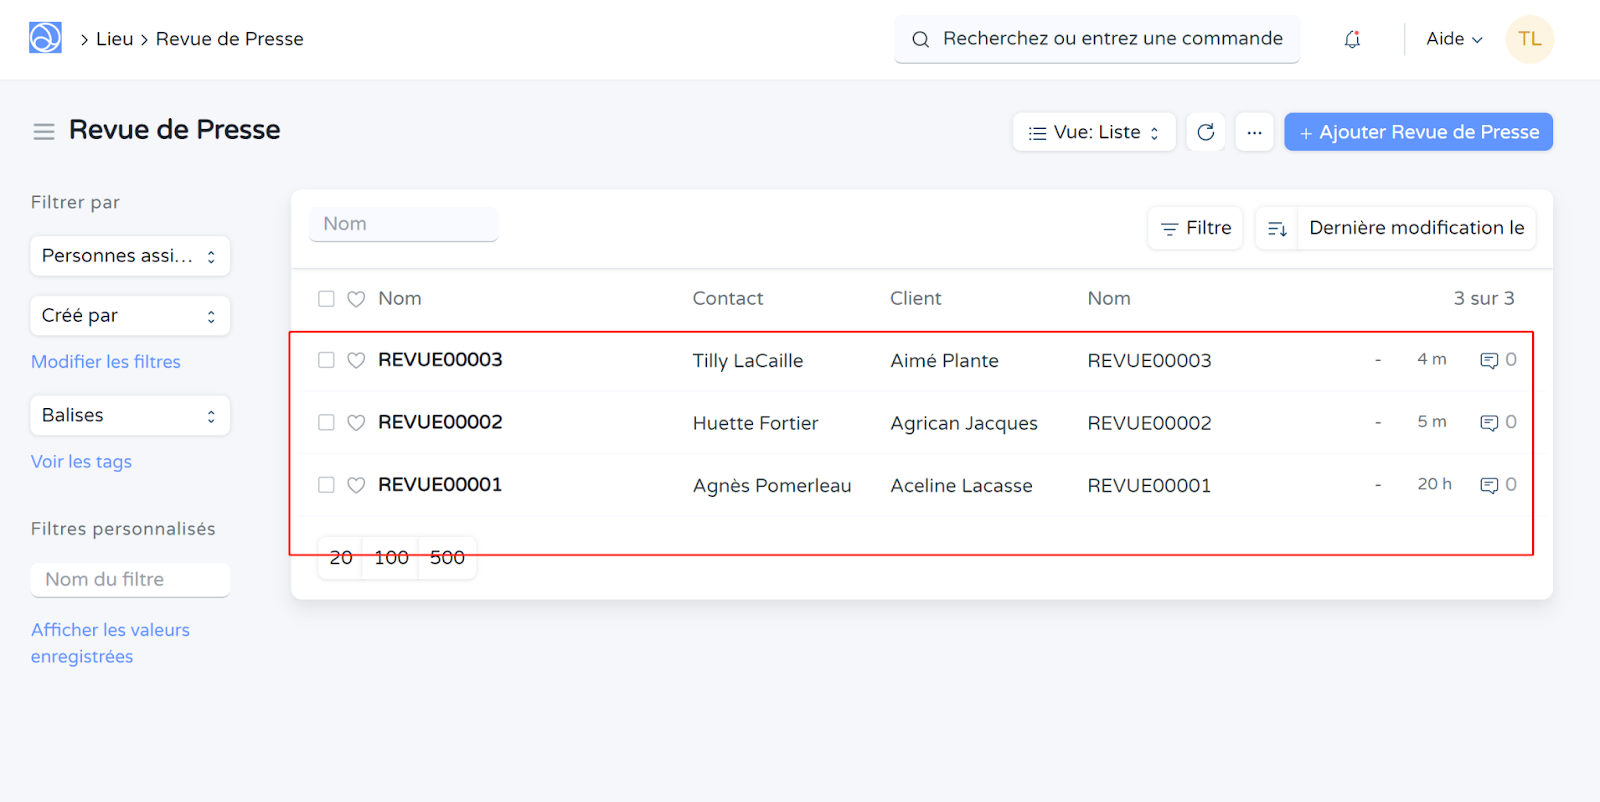 Lieu Revue de Presse
Recherchez ou entrez une commande
Aide
TL
Revue de Presse
Vue: Liste
...
+ Ajouter Revue de Presse
Filtrer par
Personnes assi...
Créé par
Modifier les filtres
Balises
Voir les tags
Filtres personnalisés
Nom du filtre
Afficher les valeurs
enregistrées
Nom
Filtre
Dernière modification le
Nom Contact Client Nom 3 sur 3
REVUE00003 Tilly LaCaille Aimé Plante REVUE00003 - 4 m 0
REVUE00002 Huette Fortier Agrican Jacques REVUE00002 - 5 m 0
REVUE00001 Agnès Pomerleau Aceline Lacasse REVUE00001 - 20 h 0
20 100 500